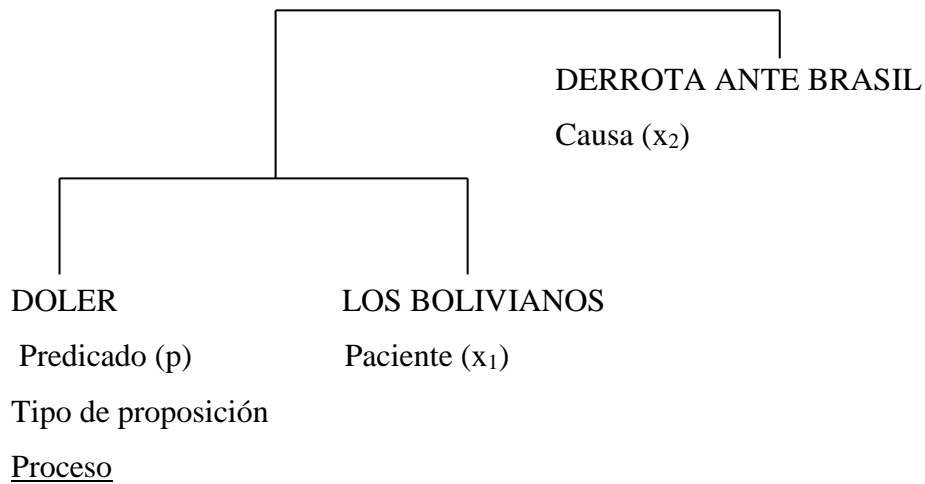 DERROTA ANTE BRASIL
Causa (x₂)
DOLER
LOS BOLIVIANOS
Predicado (p)
Paciente (x₁)
Tipo de proposición
Proceso